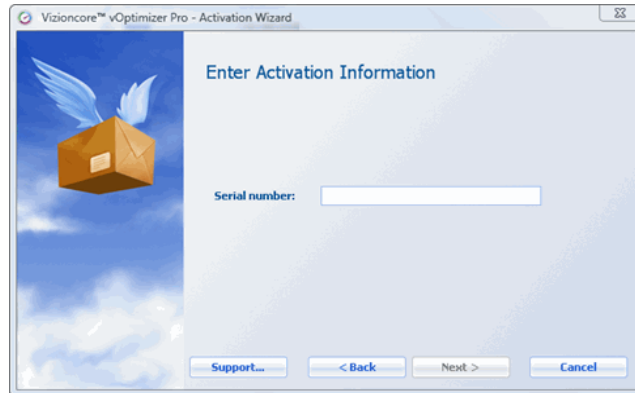 Vizioncore™ vOptimizer Pro - Activation Wizard
Enter Activation Information
Serial number:
Support... < Back Next > Cancel